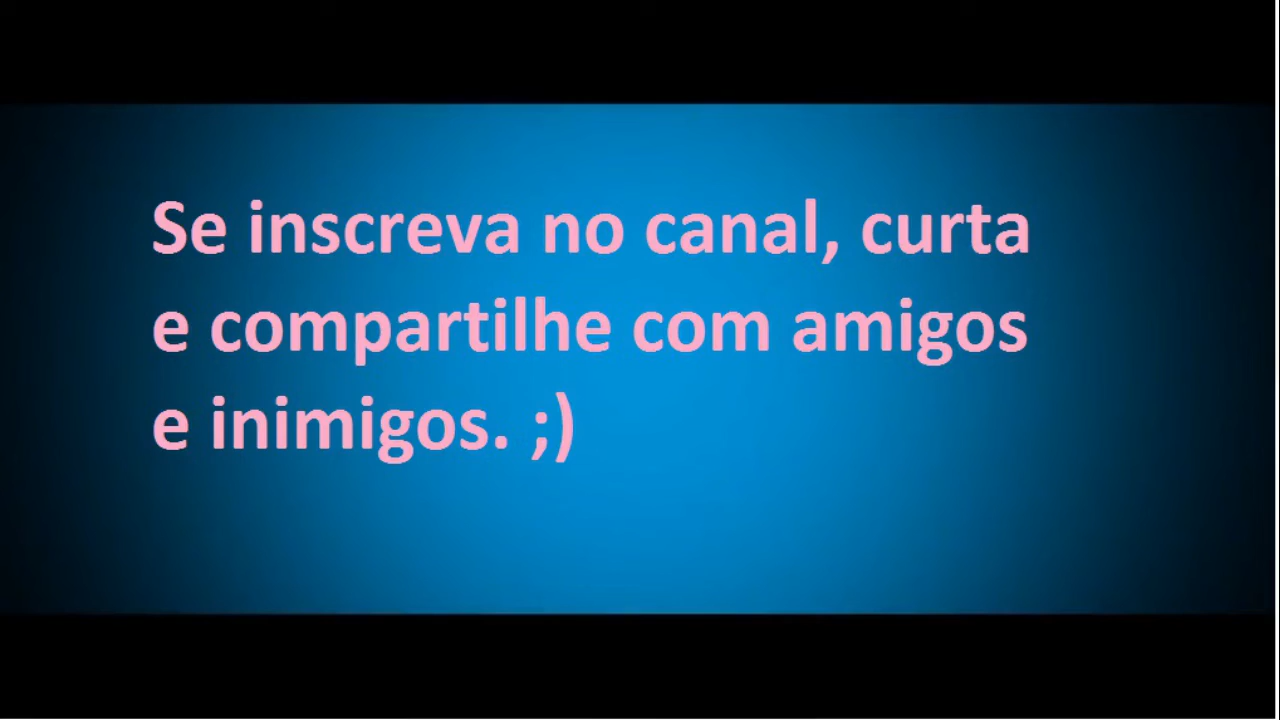 Se inscreva no canal, curta
e compartilhe com amigos
e inimigos. ;)